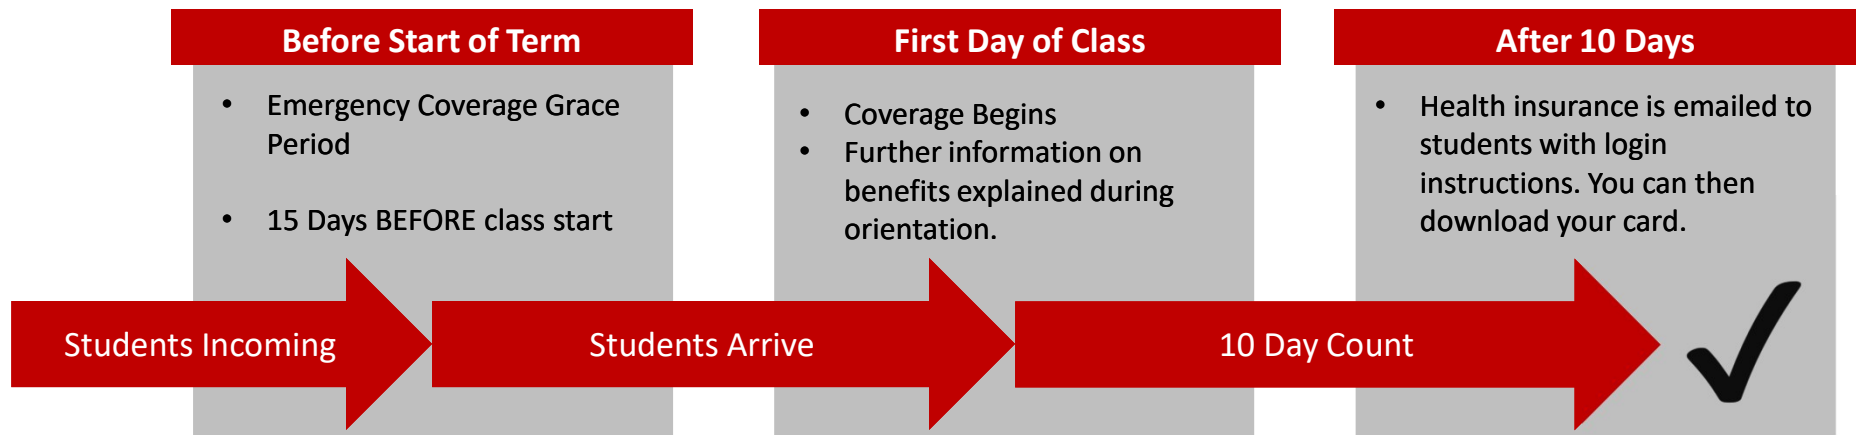 Before Start of Term
• Emergency Coverage Grace
Period
• 15 Days BEFORE class start
First Day of Class
• Coverage Begins
• Further information on
benefits explained during
orientation.
After 10 Days
• Health insurance is emailed to
students with login
instructions. You can then
download your card.
Students Incoming
Students Arrive
10 Day Count